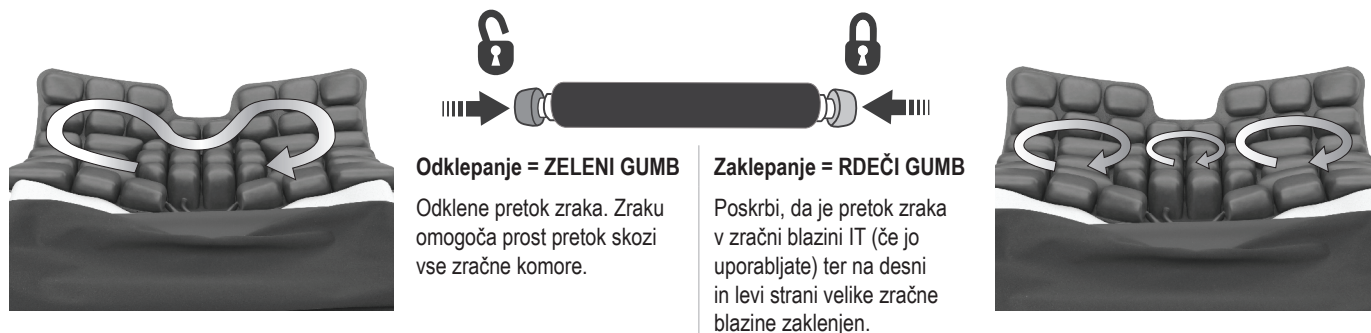 Odklepanje = ZELENI GUMB
Odklene pretok zraka. Zraku
omogoča prost pretok skozi
vse zračne komore.
Zaklepanje = RDEČI GUMB
Poskrbi, da je pretok zraka
v zračni blazini IT (če jo
uporabljate) ter na desni
in levi strani velike zračne
blazine zaklenjen.